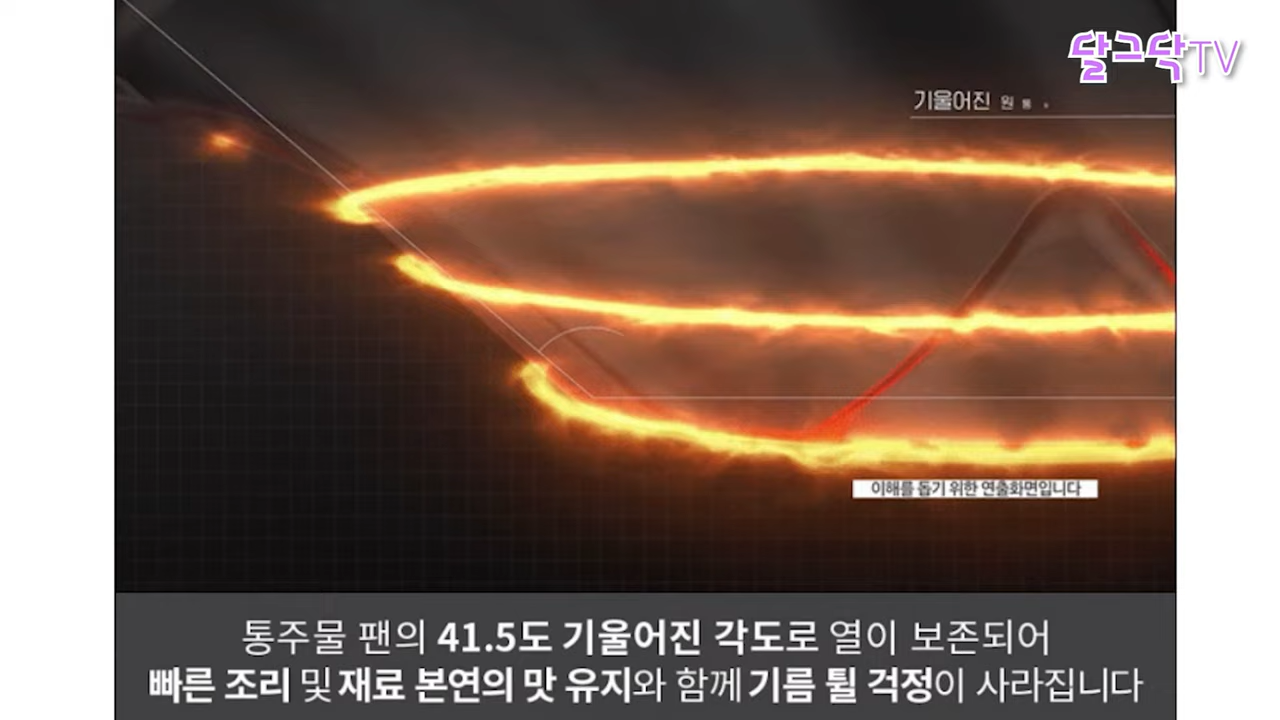 달그닥TV
기울어진 원통
이해를 돕기 위한 연출화면입니다
통주물 팬의 41.5도 기울어진 각도로 열이 보존되어
빠른 조리 및 재료 본연의 맛 유지와 함께 기름 튈 걱정이 사라집니다